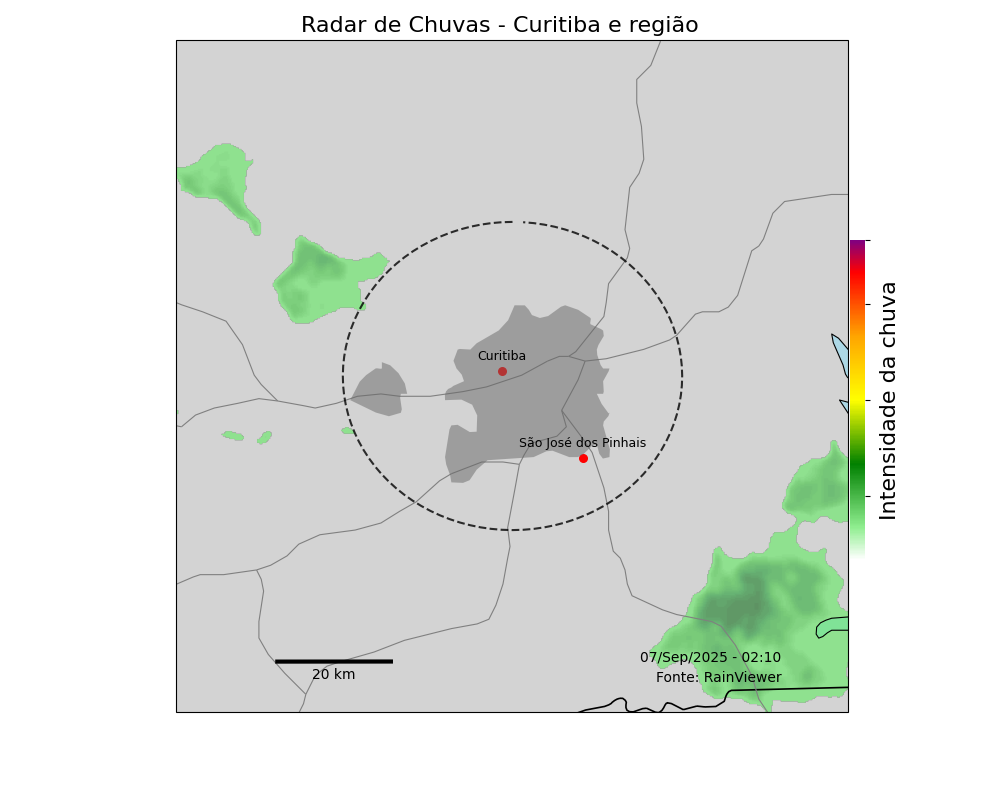 Radar de Chuvas - Curitiba e região
Curitiba
São José dos Pinhais
Intensidade da chuva
07/Sep/2025 - 02:10
Fonte: RainViewer
20 km